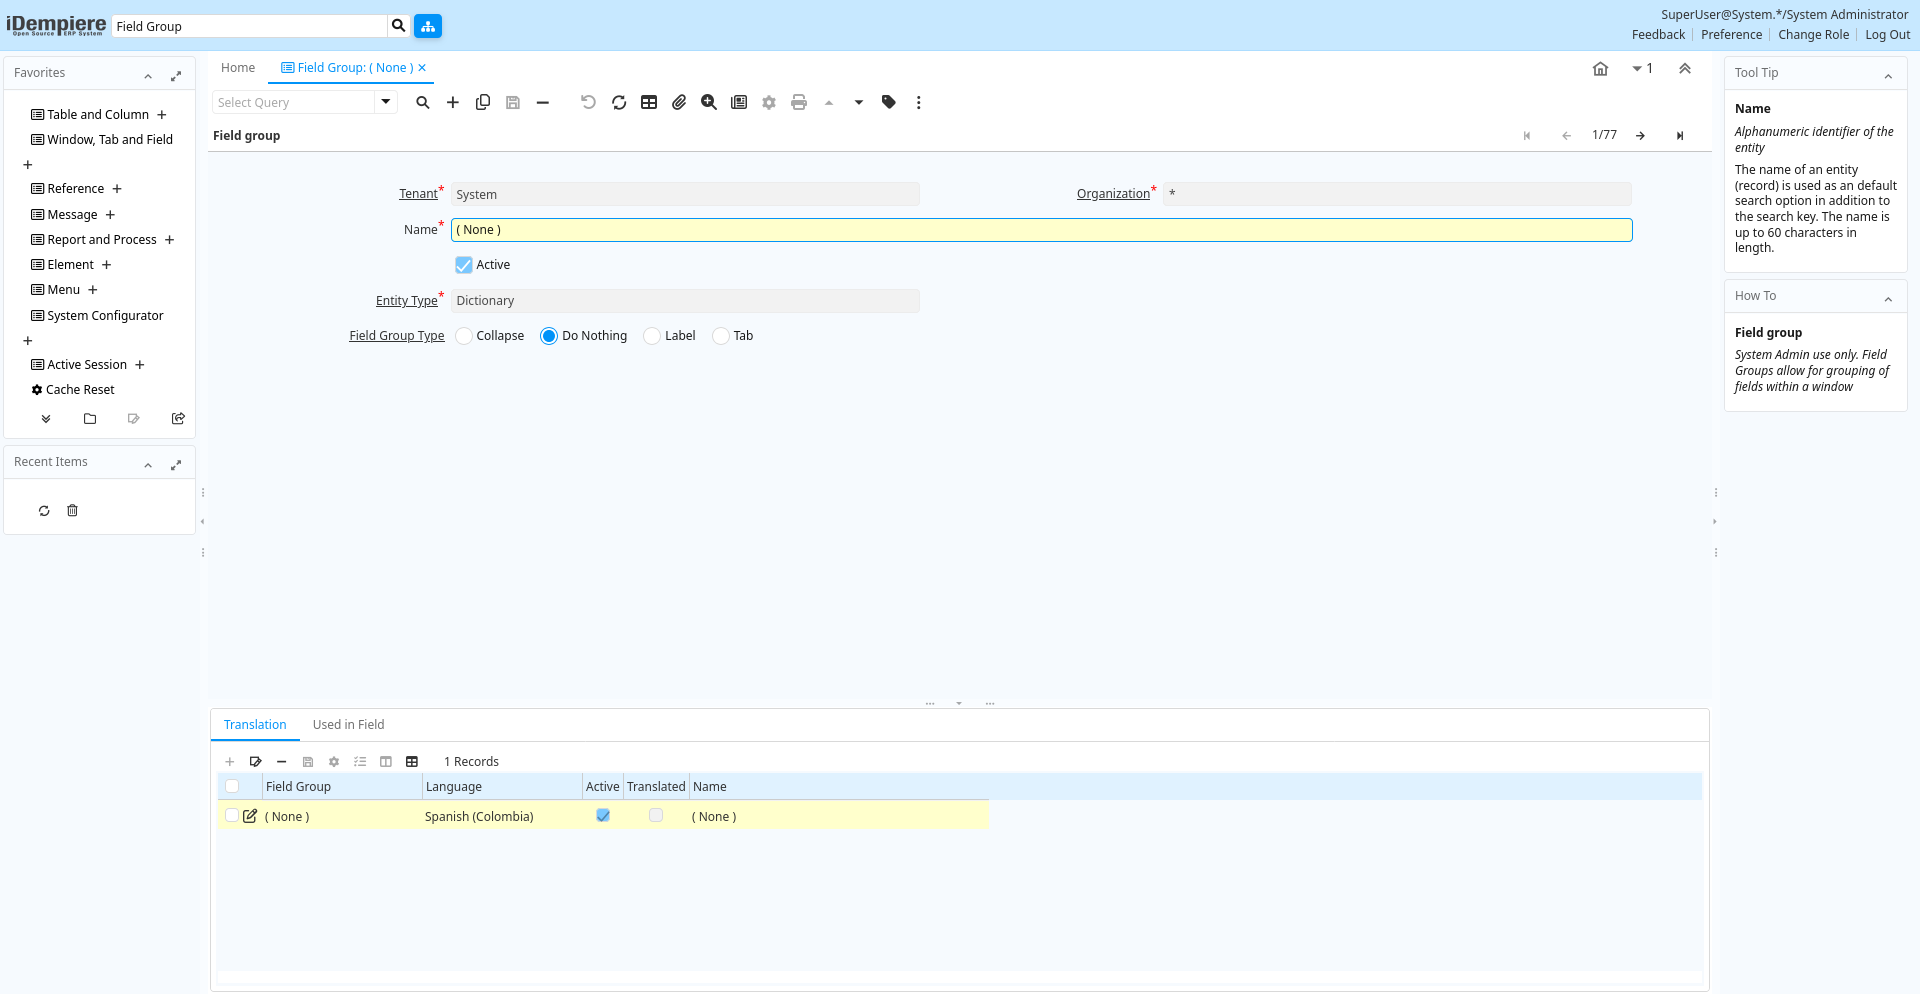 iDempiere
Open Source ERP System
Field Group
SuperUser@System.*/System Administrator
Feedback
Preference
Change Role
Log Out
Favorites
Table and Column
Window, Tab and Field
Reference
Message
Report and Process
Element
Menu
System Configurator
Active Session
Cache Reset
Recent Items
Home
Field Group: ( None )
1
Select Query
Field group
1/77
Tenant*
System
Organization*
*
Name*
( None )
Active
Entity Type*
Dictionary
Field Group Type
Collapse
Do Nothing
Label
Tab
Translation
Used in Field
1 Records
Field Group
Language
Active
Translated
Name
( None )
Spanish (Colombia)
( None )
Tool Tip
Name
Alphanumeric identifier of the
entity
The name of an entity
(record) is used as an default
search option in addition to
the search key. The name is
up to 60 characters in
length.
How To
Field group
System Admin use only. Field
Groups allow for grouping of
fields within a window